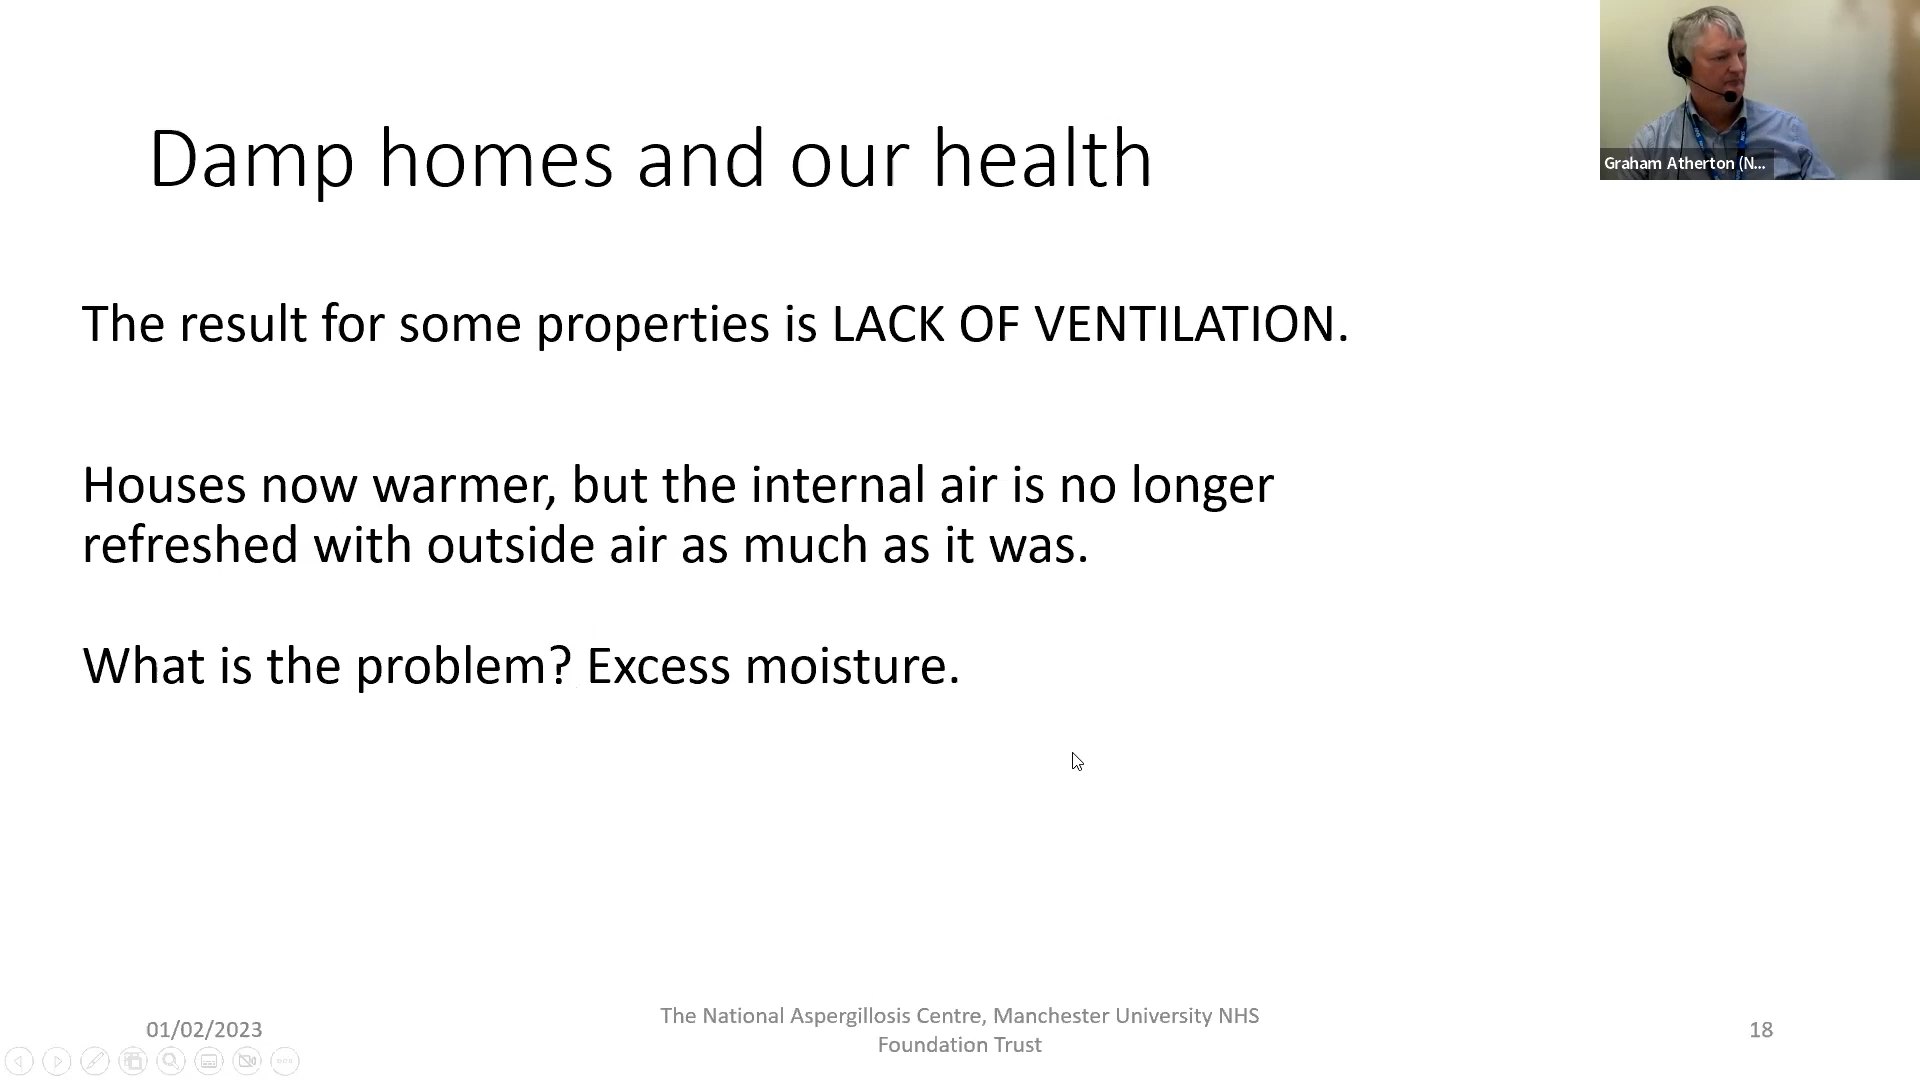 Damp homes and our health
Graham Atherton (N...
The result for some properties is LACK OF VENTILATION.
Houses now warmer, but the internal air is no longer
refreshed with outside air as much as it was.
What is the problem? Excess moisture.
01/02/2023
The National Aspergillosis Centre, Manchester University NHS
Foundation Trust
18